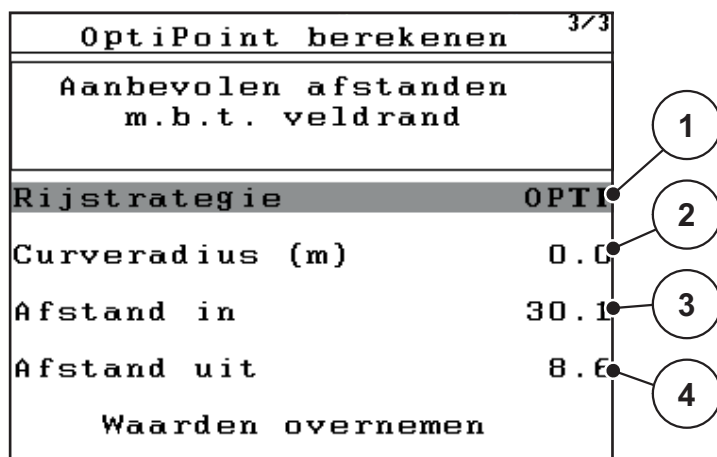 OptiPoint berekenen 3/3
Aanbevolen afstanden
m.b.t. veldrand
Rijstrategie OPTI
Curveradius (m) 0.0
Afstand in 30.1
Afstand uit 8.6
Waarden overnemen
1
2
3
4